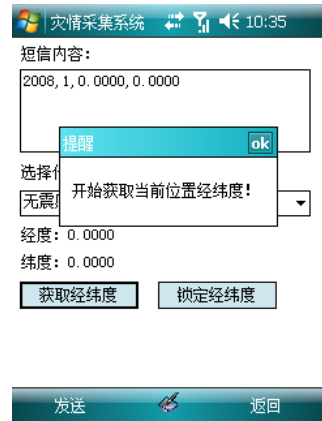 灾情采集系统 10:35
短信内容：
2008,1,0.0000,0.0000
提醒 ok
开始获取当前位置经纬度！
选择
无震
经度：0.0000
纬度：0.0000
获取经纬度 锁定经纬度
发送 返回